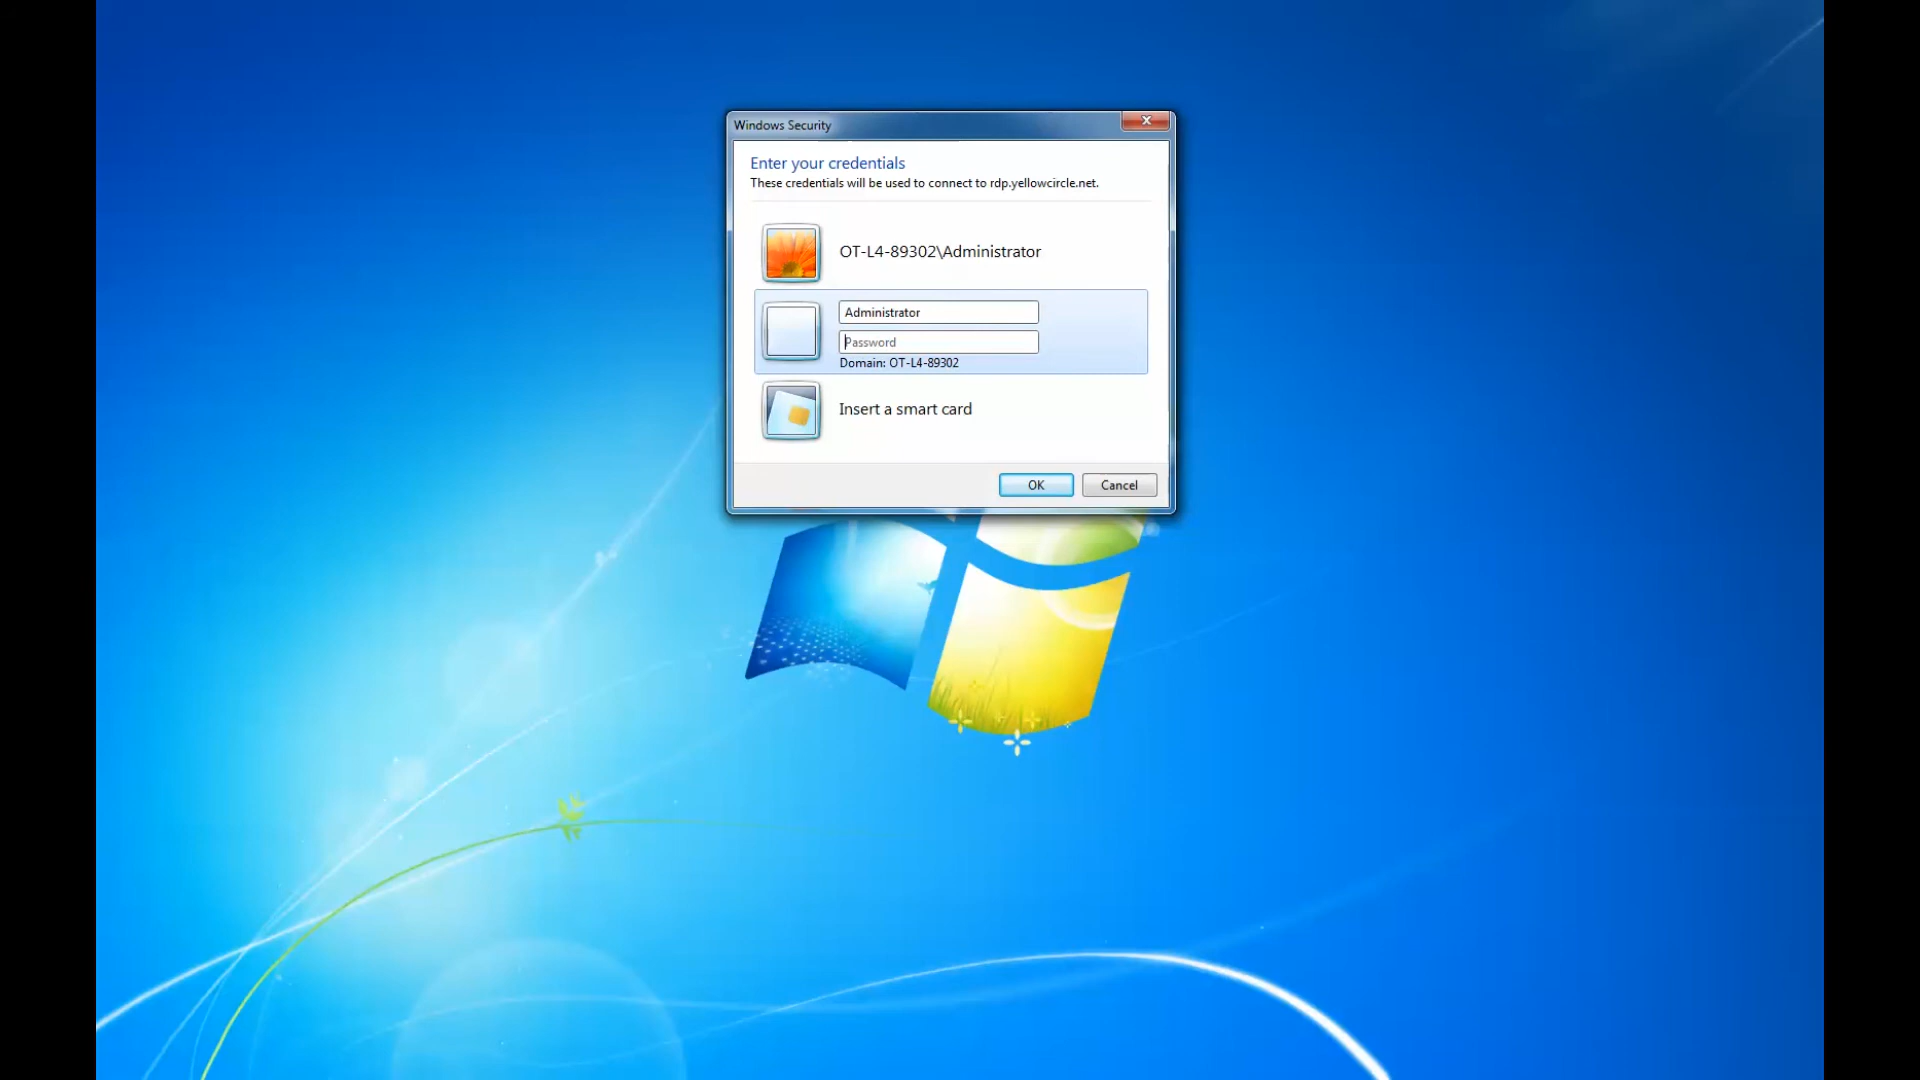 Windows Security
Enter your credentials
These credentials will be used to connect to rdp.yellowcircle.net.
OT-L4-89302\Administrator
Administrator
Password
Domain: OT-L4-89302
Insert a smart card
OK
Cancel